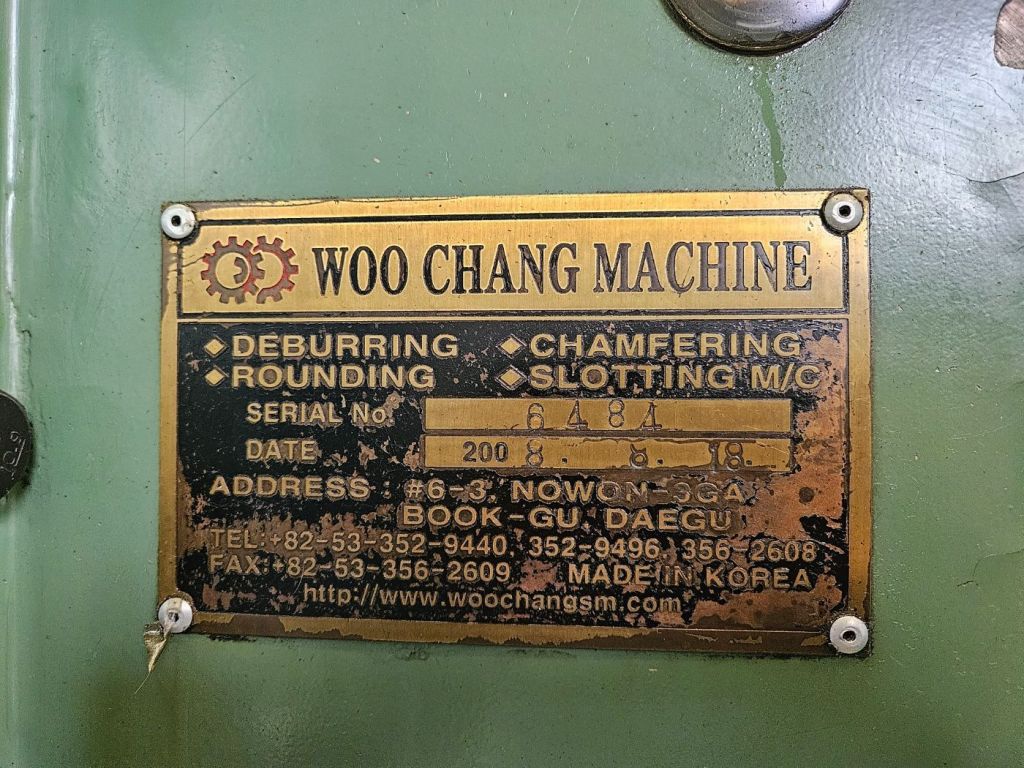 WOO CHANG MACHINE
◆DEBURRING ◆CHAMFERING
◆ROUNDING ◆SLOTTING M/C
SERIAL No. 6484
DATE 2008. 18.
ADDRESS : #6-3, NOWON-3GA
BOOK-GU, DAEGU
TEL:+82-53-352-9440, 352-9496, 356-2608
FAX:+82-53-356-2609 MADE IN KOREA
http://www.woochangsm.com